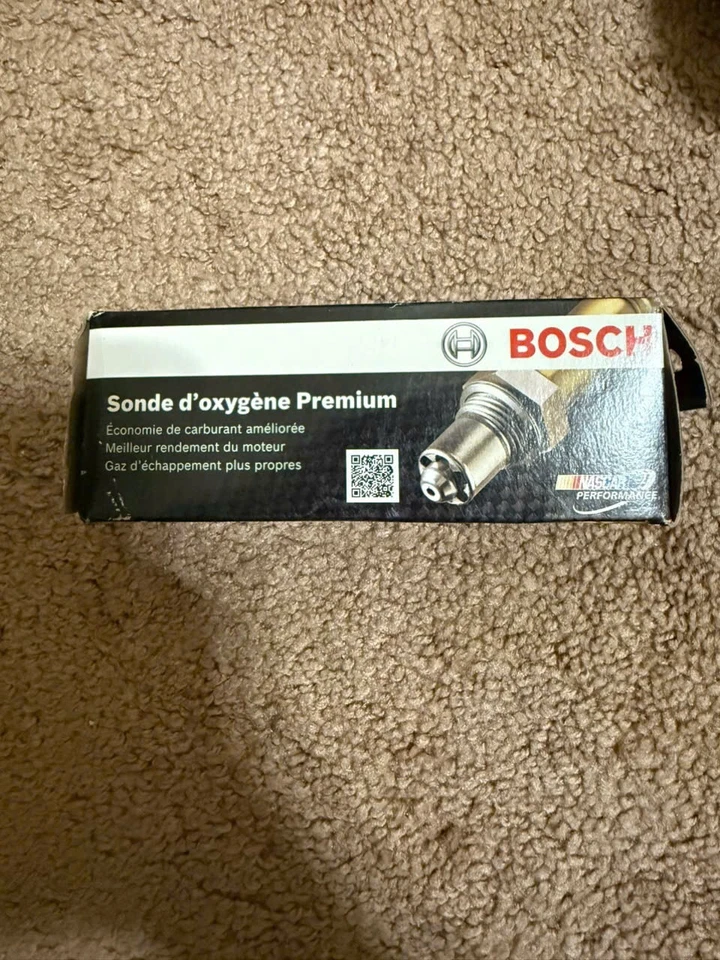 BOSCH
Sonde d'oxygène Premium
Économie de carburant améliorée
Meilleur rendement du moteur
Gaz d'échappement plus propres
NASCAR
PERFORMANCE